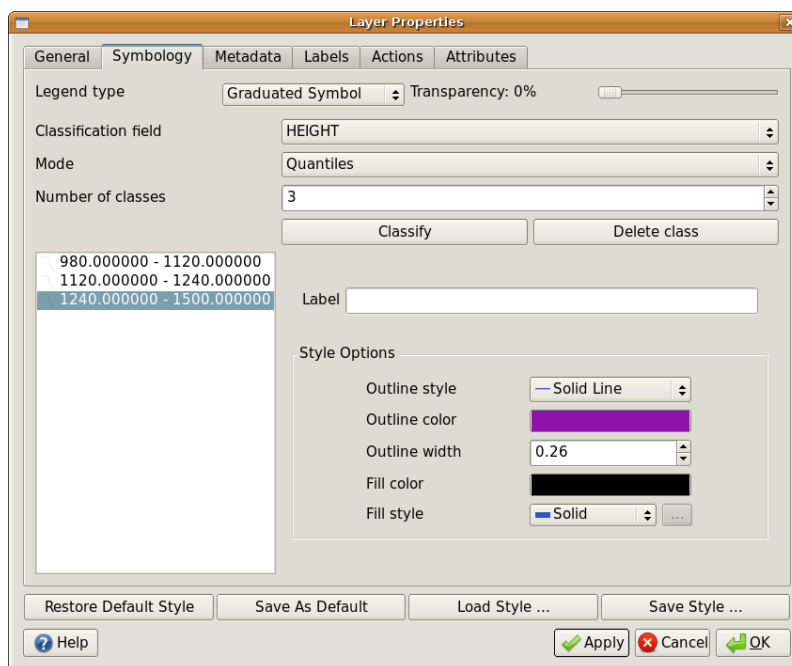 Layer Properties
General Symbology Metadata Labels Actions Attributes
Legend type Graduated Symbol Transparency: 0%
Classification field HEIGHT
Mode Quantiles
Number of classes 3
Classify Delete class
980.000000 - 1120.000000
1120.000000 - 1240.000000
1240.000000 - 1500.000000
Label
Style Options
Outline style Solid Line
Outline color
Outline width 0.26
Fill color
Fill style Solid ...
Restore Default Style Save As Default Load Style ... Save Style ...
Help Apply Cancel OK